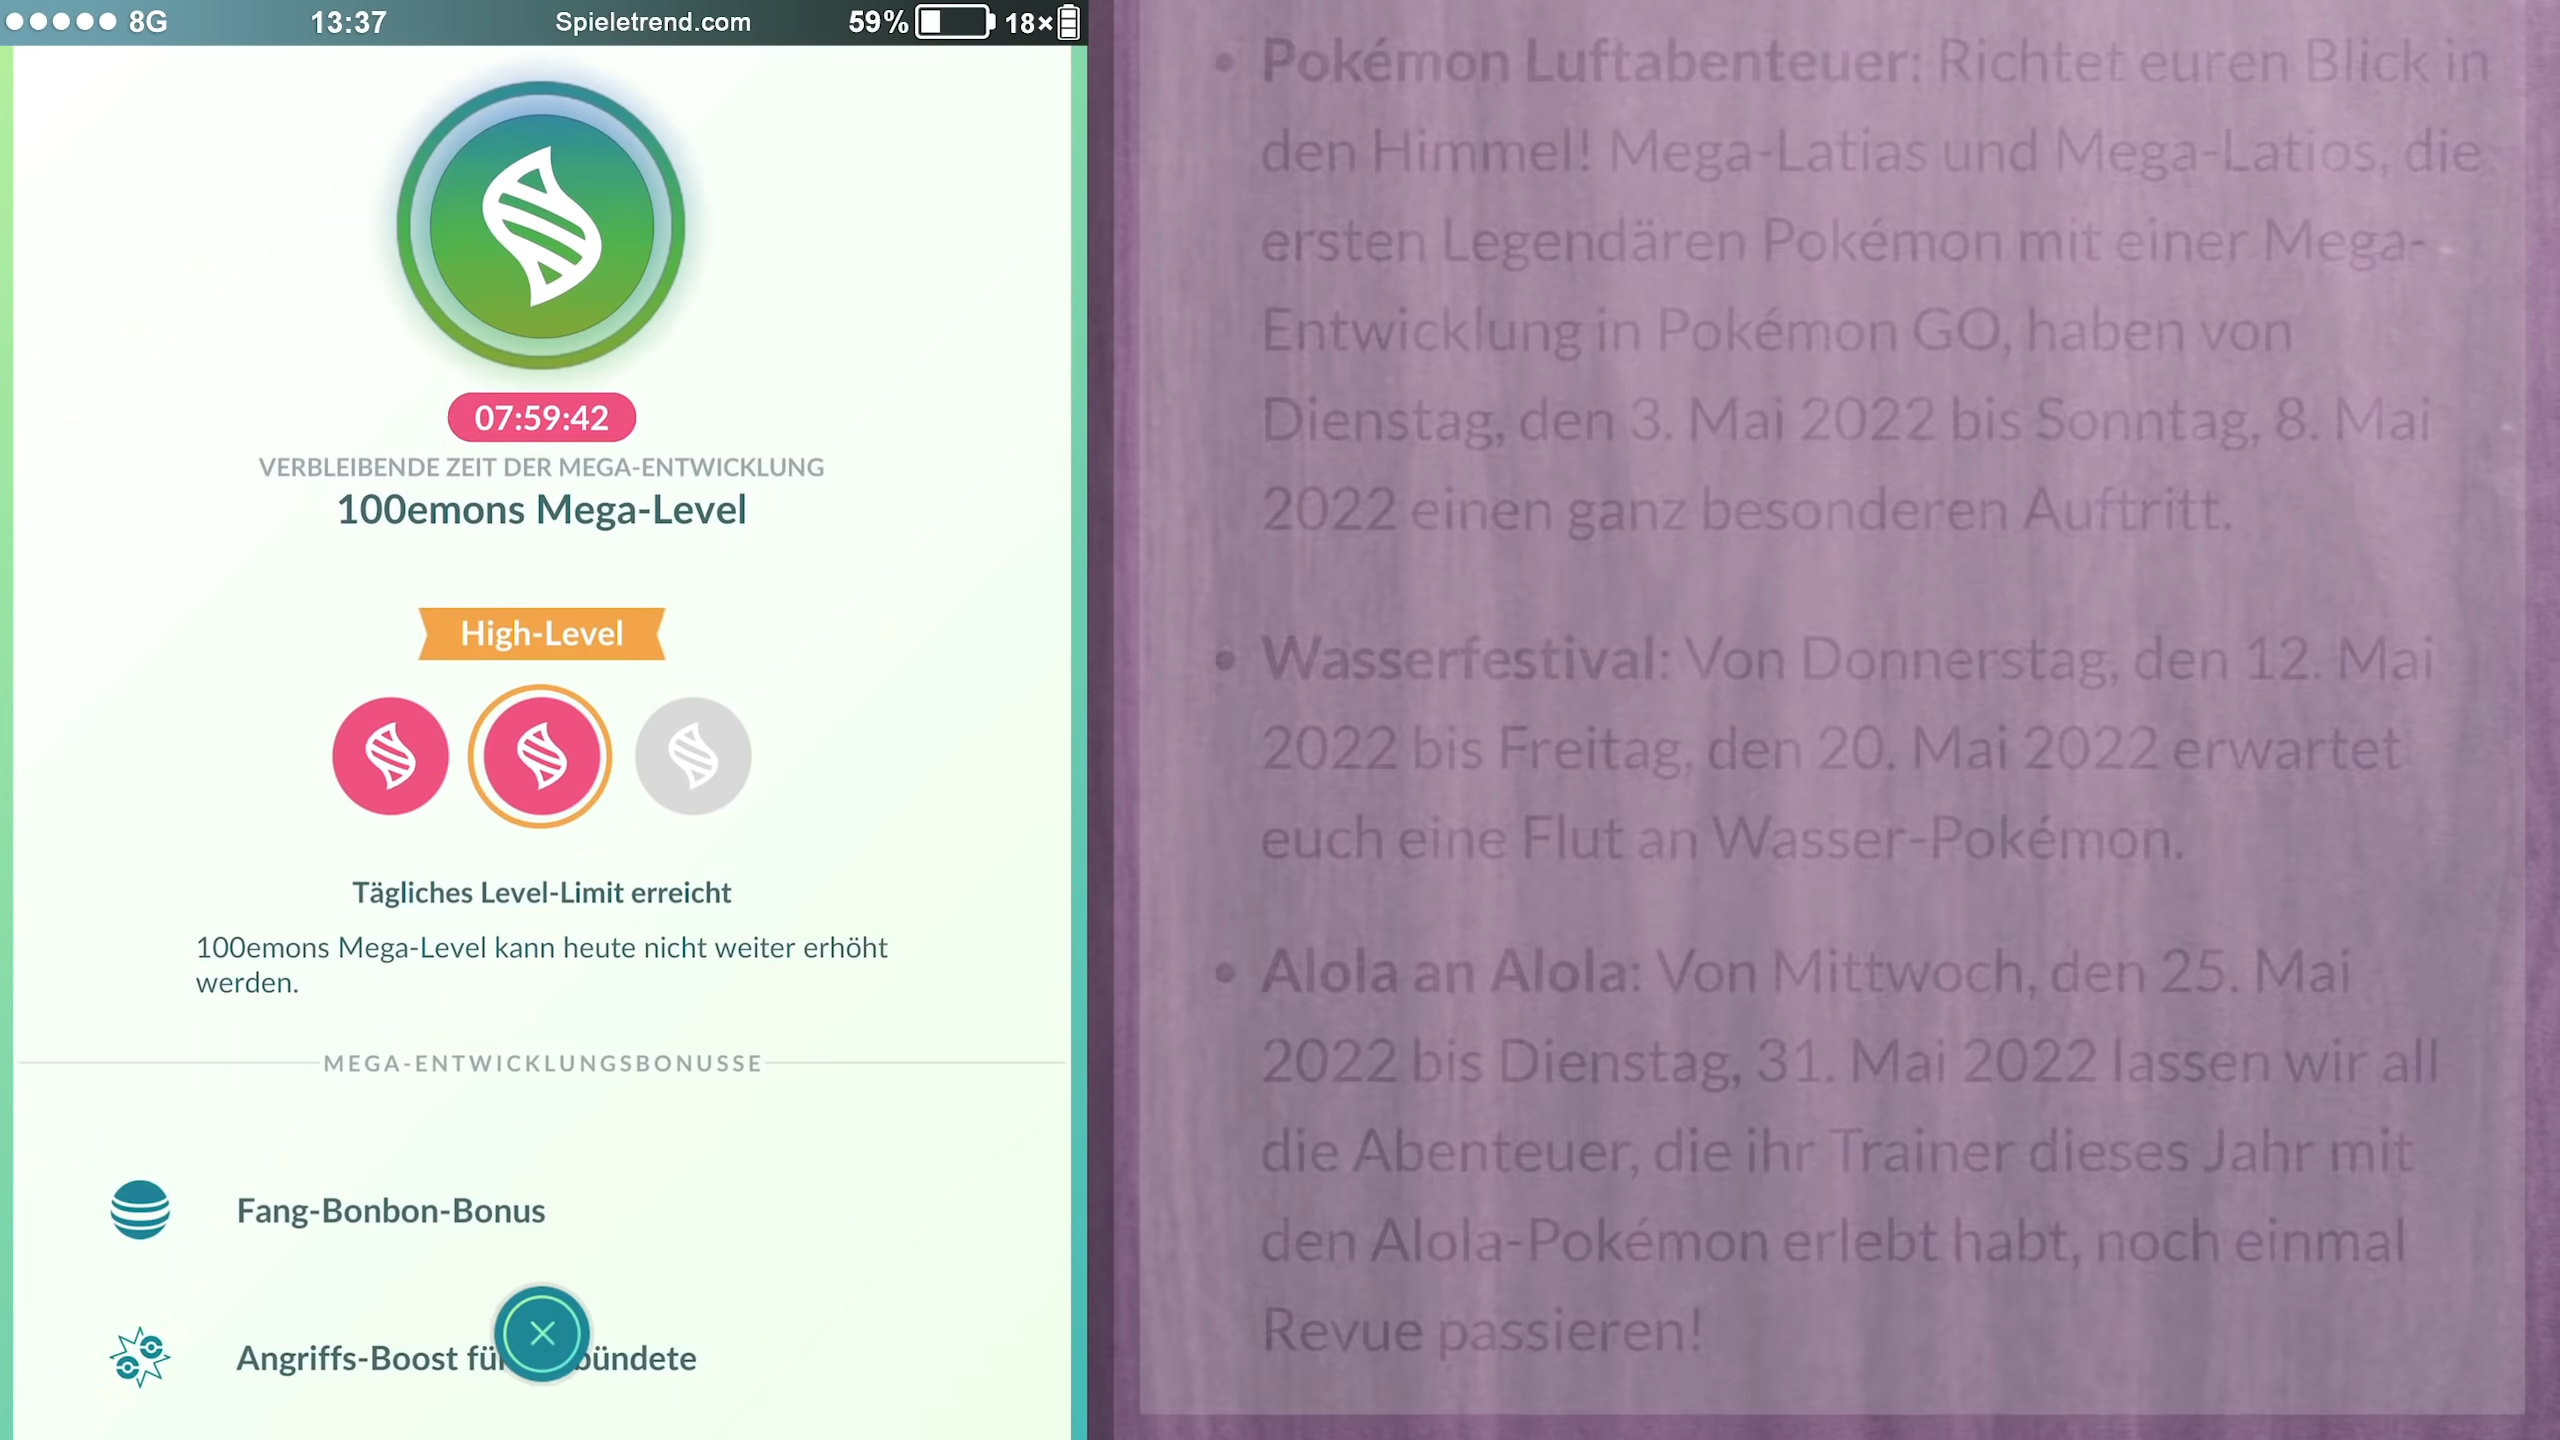 8G 13:37 Spieletrend.com 59% 18×
07:59:42
VERBLEIBENDE ZEIT DER MEGA-ENTWICKLUNG
100emons Mega-Level
High-Level
Tägliches Level-Limit erreicht
100emons Mega-Level kann heute nicht weiter erhöht
werden.
MEGA-ENTWICKLUNGSBONUSSE
Fang-Bonbon-Bonus
Angriffs-Boost für bündete
• Pokémon Luftabenteuer: Richtet euren Blick in
den Himmel! Mega-Latias und Mega-Latios, die
ersten Legendären Pokémon mit einer Mega-
Entwicklung in Pokémon GO, haben von
Dienstag, den 3. Mai 2022 bis Sonntag, 8. Mai
2022 einen ganz besonderen Auftritt.
• Wasserfestival: Von Donnerstag, den 12. Mai
2022 bis Freitag, den 20. Mai 2022 erwartet
euch eine Flut an Wasser-Pokémon.
• Alola an Alola: Von Mittwoch, den 25. Mai
2022 bis Dienstag, 31. Mai 2022 lassen wir all
die Abenteuer, die ihr Trainer dieses Jahr mit
den Alola-Pokémon erlebt habt, noch einmal
Revue passieren!